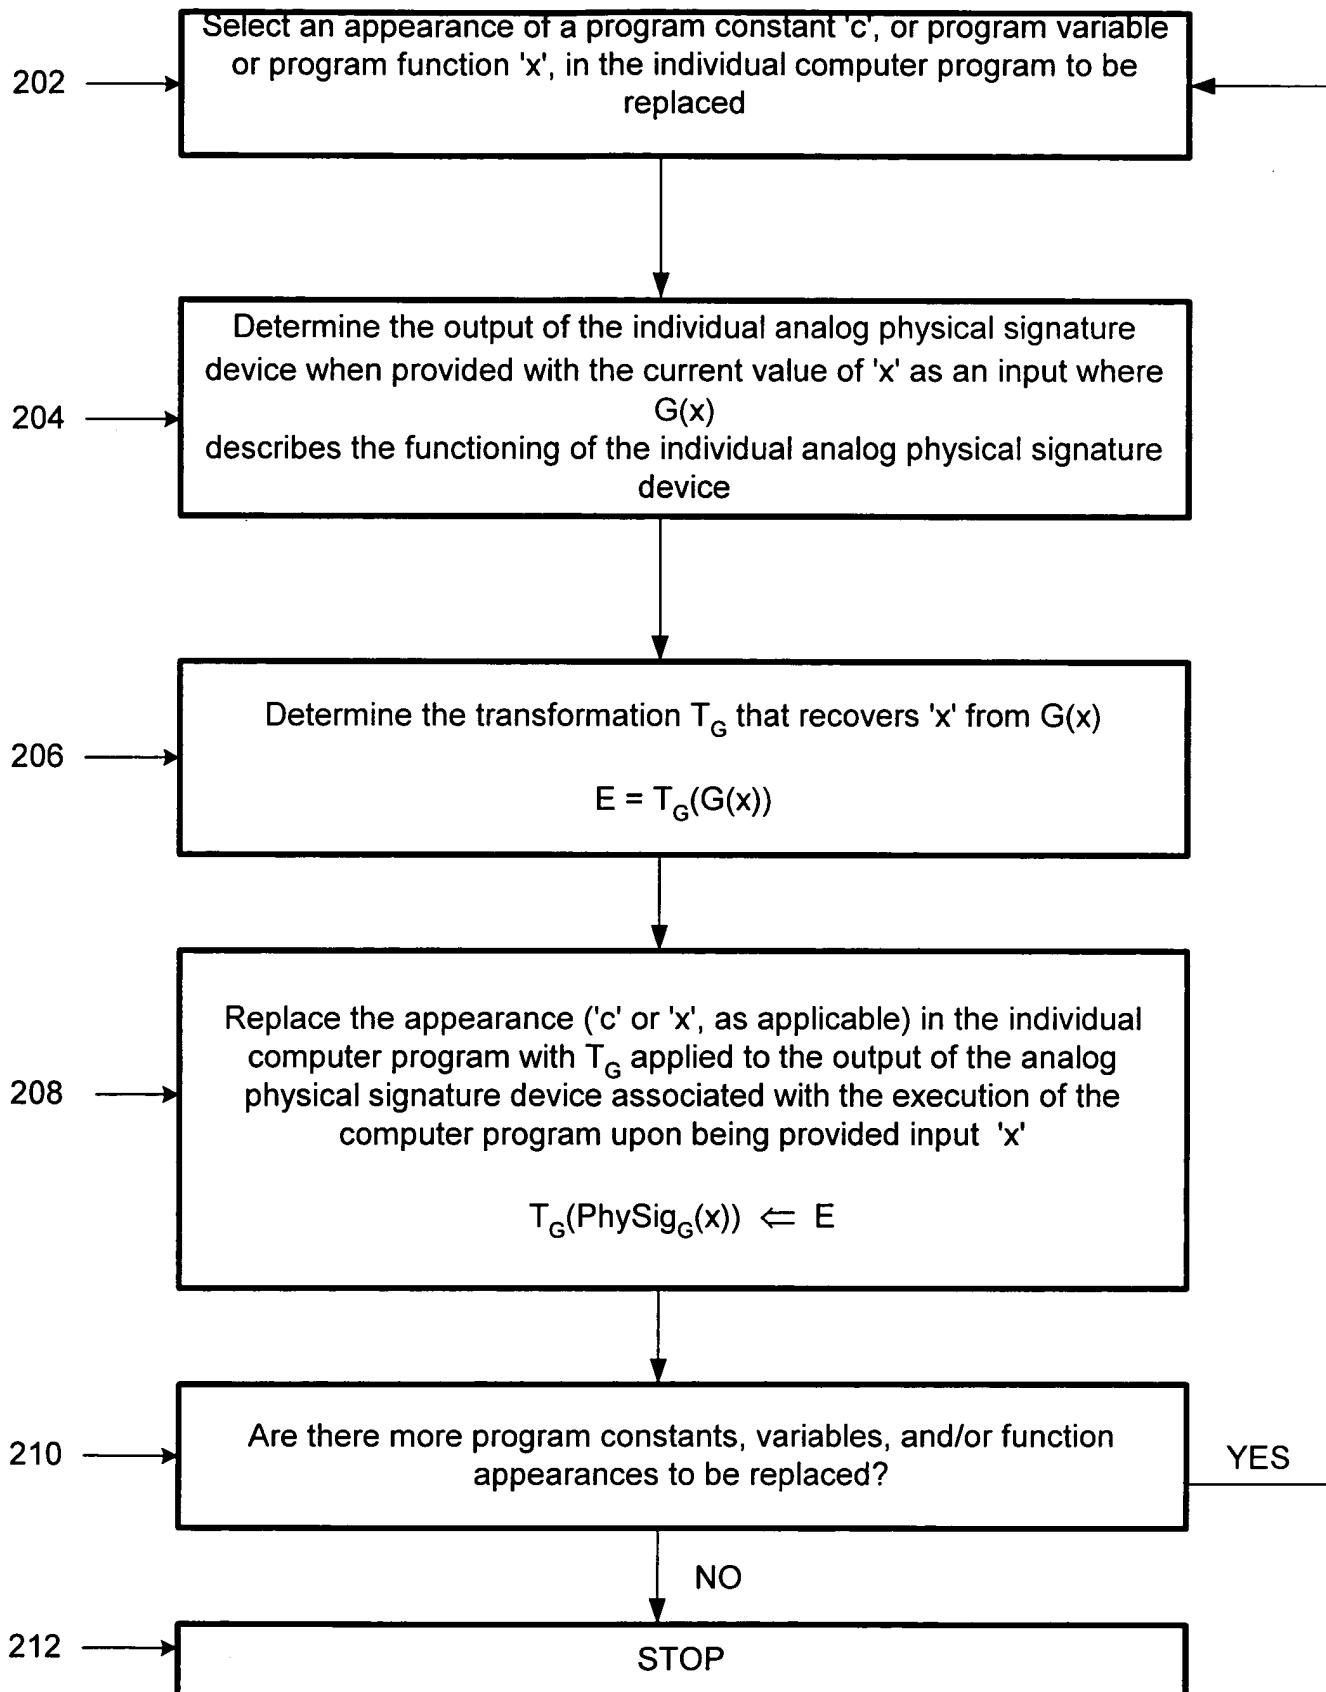 Select an appearance of a program constant 'c', or program variable
or program function 'x', in the individual computer program to be
replaced
202
Determine the output of the individual analog physical signature
device when provided with the current value of 'x' as an input where
G(x)
describes the functioning of the individual analog physical signature
device
204
Determine the transformation T_G that recovers 'x' from G(x)
E = T_G(G(x))
206
Replace the appearance ('c' or 'x', as applicable) in the individual
computer program with T_G applied to the output of the analog
physical signature device associated with the execution of the
computer program upon being provided input 'x'
T_G(PhySig_G(x)) ⇐ E
208
Are there more program constants, variables, and/or function
appearances to be replaced?
210
YES
NO
STOP
212